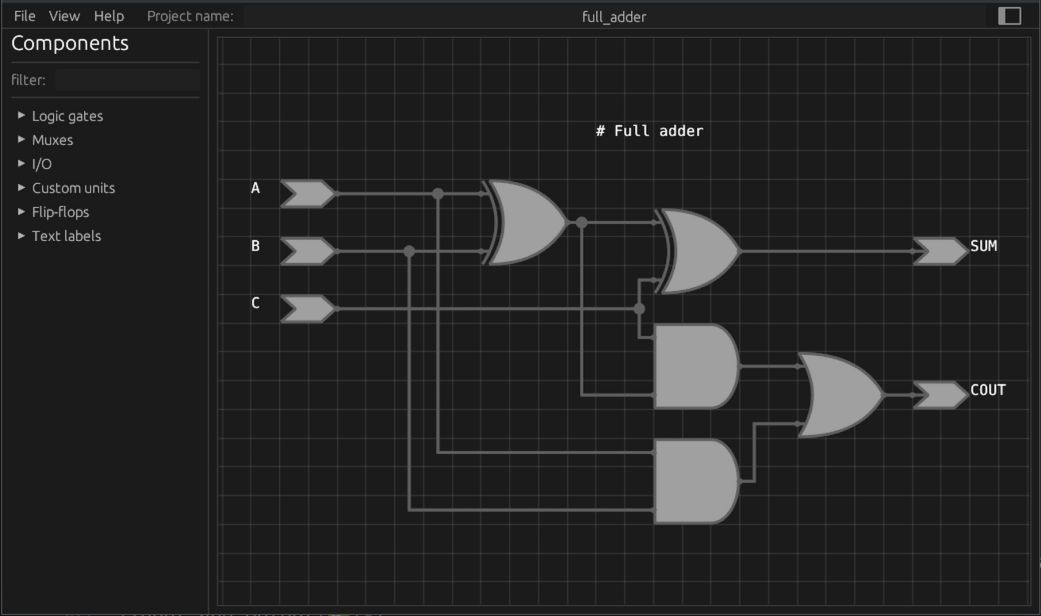 File View Help Project name: full_adder
Components
filter:
Logic gates
Muxes
I/O
Custom units
Flip-flops
Text labels
# Full adder
A
B
SUM
C
COUT